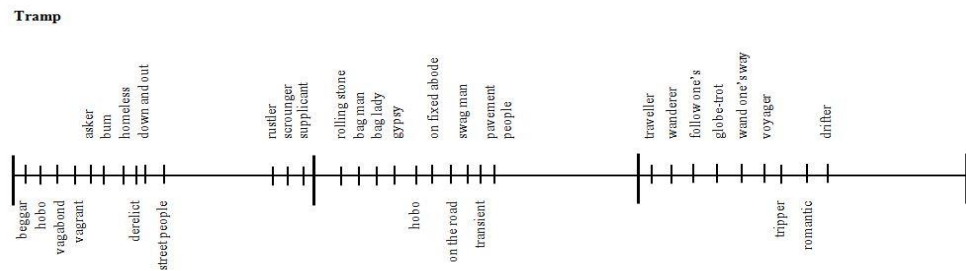 Tramp
asker
bum
homeless
down and out
rustler
scrounger
supplicant
rolling stone
bag man
bag lady
gypsy
on fixed abode
swag man
pavement
people
traveller
wanderer
follow one's
globe-trot
wand one's way
voyager
drifter
beggar
hobo
vagabond
vagrant
derelict
street people
hobo
on the road
transient
tripper
romantic